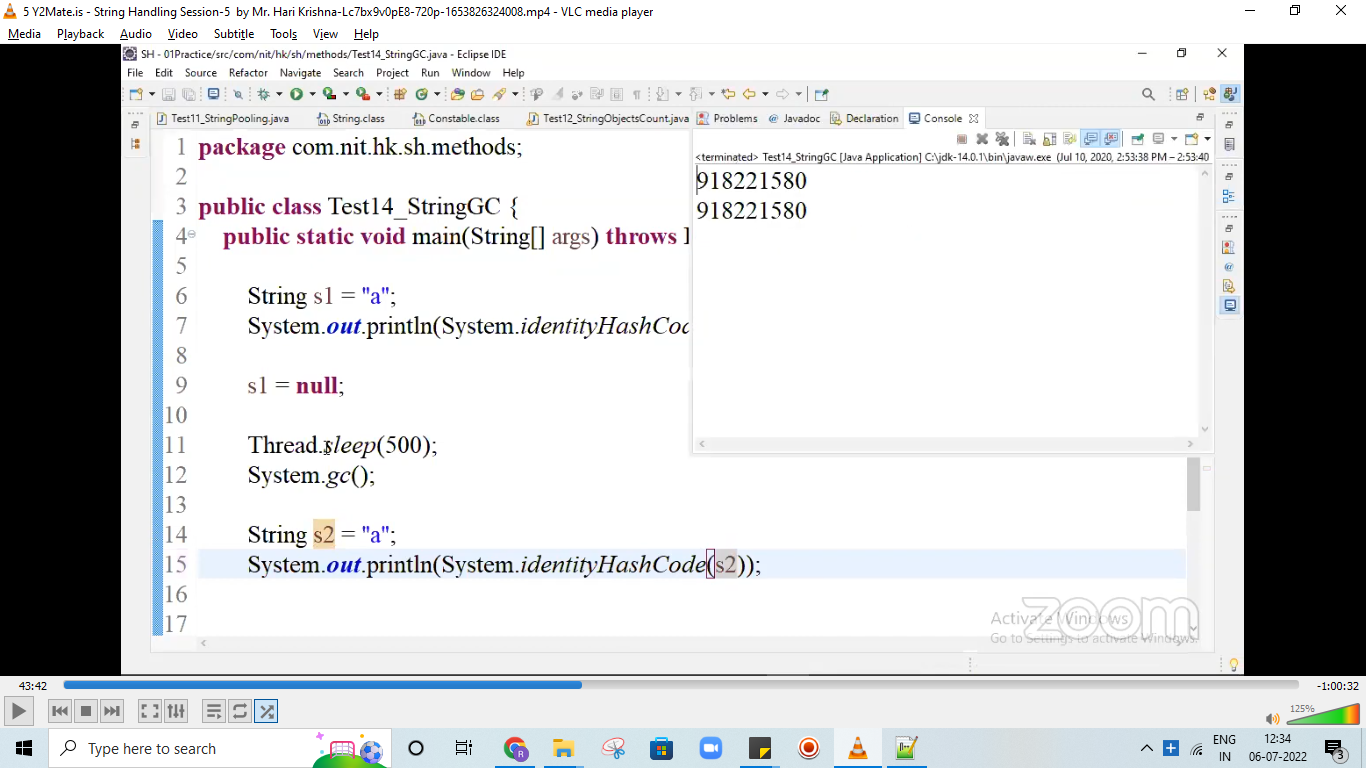 5 Y2Mate.is - String Handling Session-5 by Mr. Hari Krishna-Lc7bx9v0pE8-720p-1653826324008.mp4 - VLC media player
Media Playback Audio Video Subtitle Tools View Help
SH - 01Practice/src/com/nit/hk/sh/methods/Test14_StringGC.java - Eclipse IDE
File Edit Source Refactor Navigate Search Project Run Window Help
Test11_StringPooling.java String.class Constable.class Test12_StringObjectsCount.java Problems Javadoc Declaration Console
<terminated> Test14_StringGC [Java Application] C:\jdk-14.0.1\bin\javaw.exe (Jul 10, 2020, 2:53:38 PM – 2:53:40
918221580
918221580
1 package com.nit.hk.sh.methods;
2
3 public class Test14_StringGC {
4 public static void main(String[] args) throws I
5
6 String s1 = "a";
7 System.out.println(System.identityHashCod
8
9 s1 = null;
10
11 Thread.sleep(500);
12 System.gc();
13
14 String s2 = "a";
15 System.out.println(System.identityHashCode(s2));
16
17
zoom
Activate Windows
Go to Settings to activate Windows.
43:42 -1:00:32
125%
Type here to search
ENG
IN
12:34
06-07-2022
3